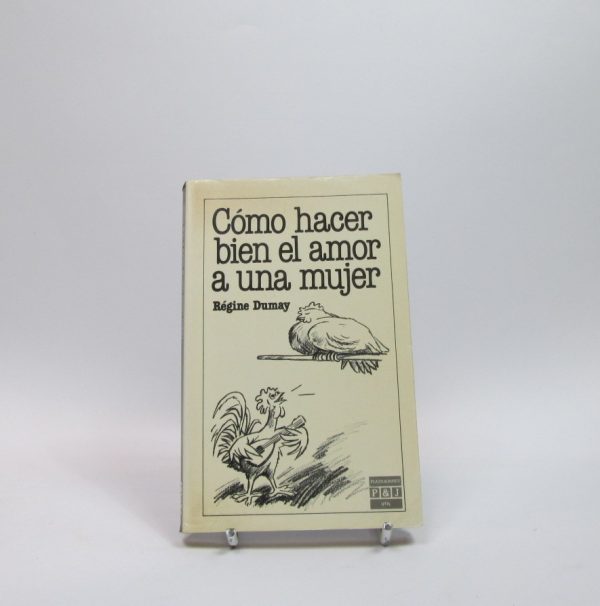 Cómo hacer
bien el amor
a una mujer
Régine Dumay
P & J